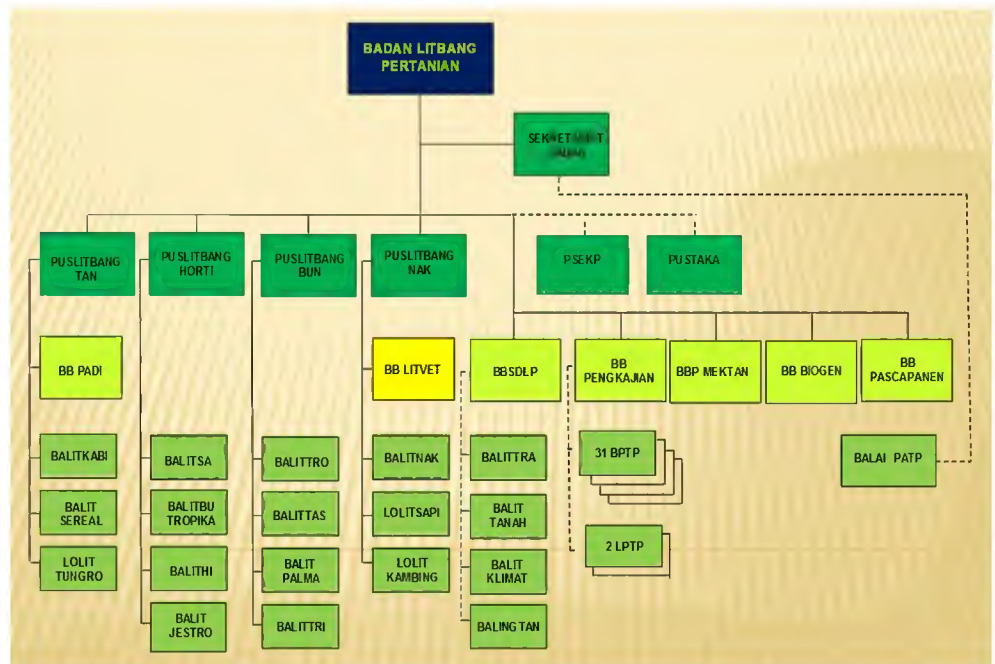 BADAN LITBANG
PERTANIAN
PUSLITBANG
TAN
PUSLITBANG
HORTI
PUSLITBANG
BUN
PUSLITBANG
NAK
PSEKP
PUSTAKA
BB PADI
BB LITVET
BBSDLP
BB
PENGKAJIAN
BBP MEKTAN
BB BIOGEN
BB
PASCAPANEN
BALITKABI
BALITSA
BALITTRO
BALITNAK
BALITTRA
31 BPTP
BALAI PATP
BALIT
SEREAL
BALITBU
TROPIKA
BALITTAS
LOLITSAPI
BALIT
TANAH
2 LPTP
LOLIT
TUNGRO
BALITHI
BALIT
PALMA
LOLIT
KAMBING
BALIT
KLIMAT
BALIT
JESTRO
BALITTRI
BALINGTAN